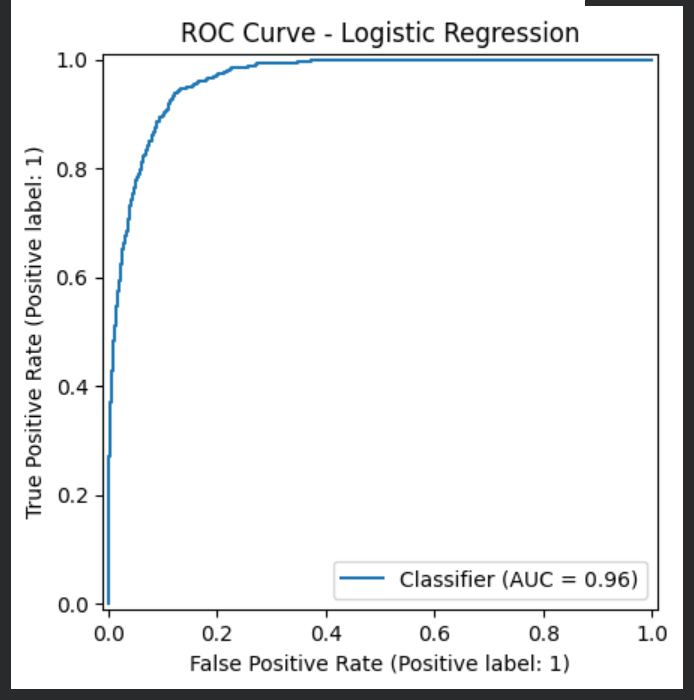 ROC Curve - Logistic Regression
1.0
0.8
0.6
0.4
0.2
0.0
True Positive Rate (Positive label: 1)
Classifier (AUC = 0.96)
0.0 0.2 0.4 0.6 0.8 1.0
False Positive Rate (Positive label: 1)